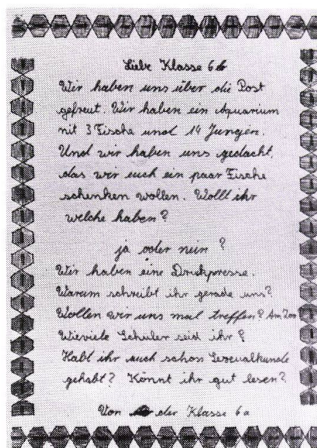 Liebe Klasse 6b
Wir haben uns über die Post
gefreut. Wir haben ein Aquarium
mit 3 Fische und 14 Jungen.
Und wir haben uns gedacht,
das wir euch ein paar Fische
schenken wollen. Wollt ihr
welche haben?
ja oder nein?
Wir haben eine Druckpresse.
Warum schreibt ihr gerade uns?
Wollen wir uns mal treffen? Am Zoo
Wieviele Schüler seid ihr?
Habt ihr auch schon Sexualkunde
gehabt? Könnt ihr gut lesen?
Von der Klasse 6a